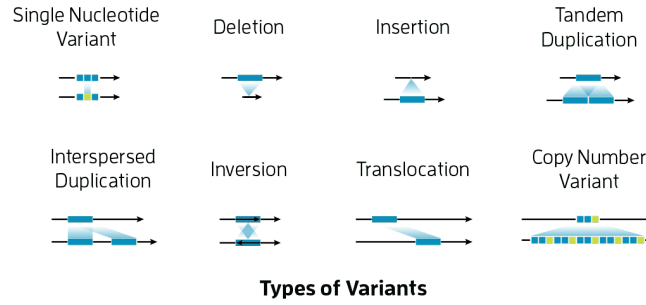 Single Nucleotide
Variant
Deletion
Insertion
Tandem
Duplication
Interspersed
Duplication
Inversion
Translocation
Copy Number
Variant
Types of Variants